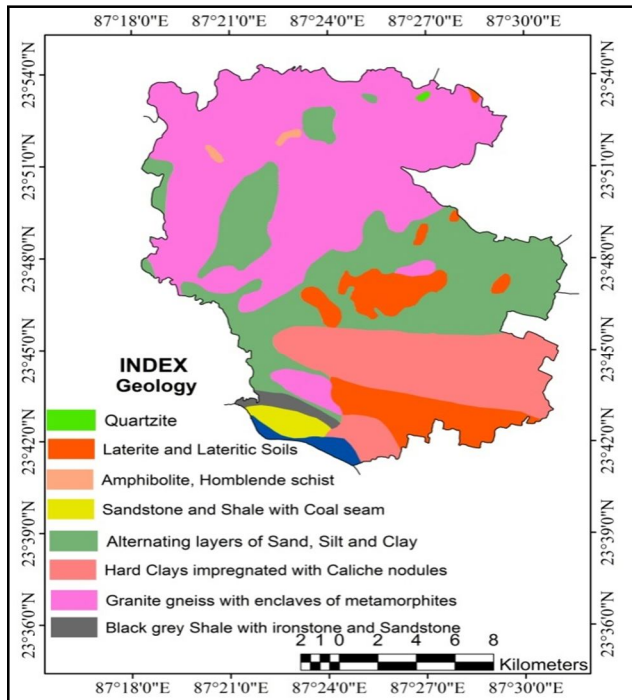 87°18'0"E 87°21'0"E 87°24'0"E 87°27'0"E 87°30'0"E
23°54'0"N 23°54'0"N
23°51'0"N 23°51'0"N
23°48'0"N 23°48'0"N
23°45'0"N 23°45'0"N
INDEX
Geology
Quartzite
23°42'0"N 23°42'0"N
Laterite and Lateritic Soils
Amphibolite, Homblende schist
Sandstone and Shale with Coal seam
23°39'0"N 23°39'0"N
Alternating layers of Sand, Silt and Clay
Hard Clays impregnated with Caliche nodules
Granite gneiss with enclaves of metamorphites
23°36'0"N 23°36'0"N
Black grey Shale with ironstone and Sandstone
2 1 0 2 4 6 8
Kilometers
87°18'0"E 87°21'0"E 87°24'0"E 87°27'0"E 87°30'0"E